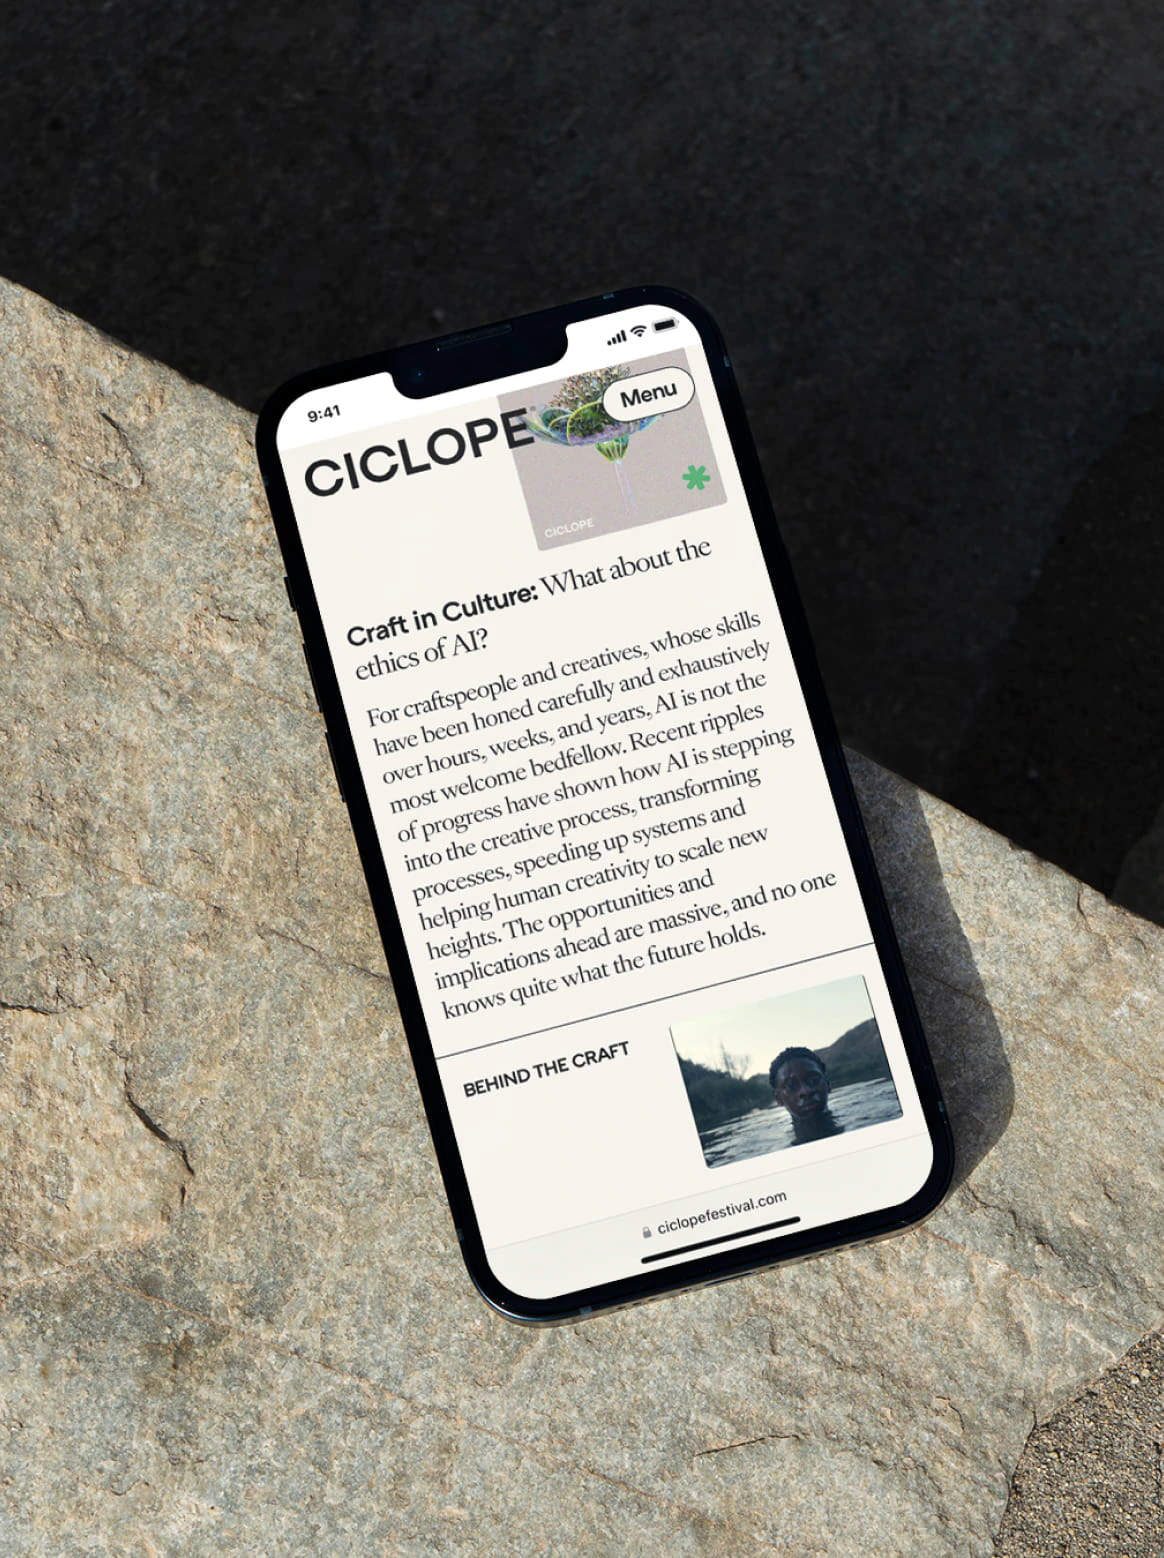 9:41
CICLOPE
Menu
CICLOPE
Craft in Culture: What about the
ethics of AI?
For craftspeople and creatives, whose skills
have been honed carefully and exhaustively
over hours, weeks, and years, AI is not the
most welcome bedfellow. Recent ripples
of progress have shown how AI is stepping
into the creative process, transforming
processes, speeding up systems and
helping human creativity to scale new
heights. The opportunities and
implications ahead are massive, and no one
knows quite what the future holds.
BEHIND THE CRAFT
ciclopefestival.com